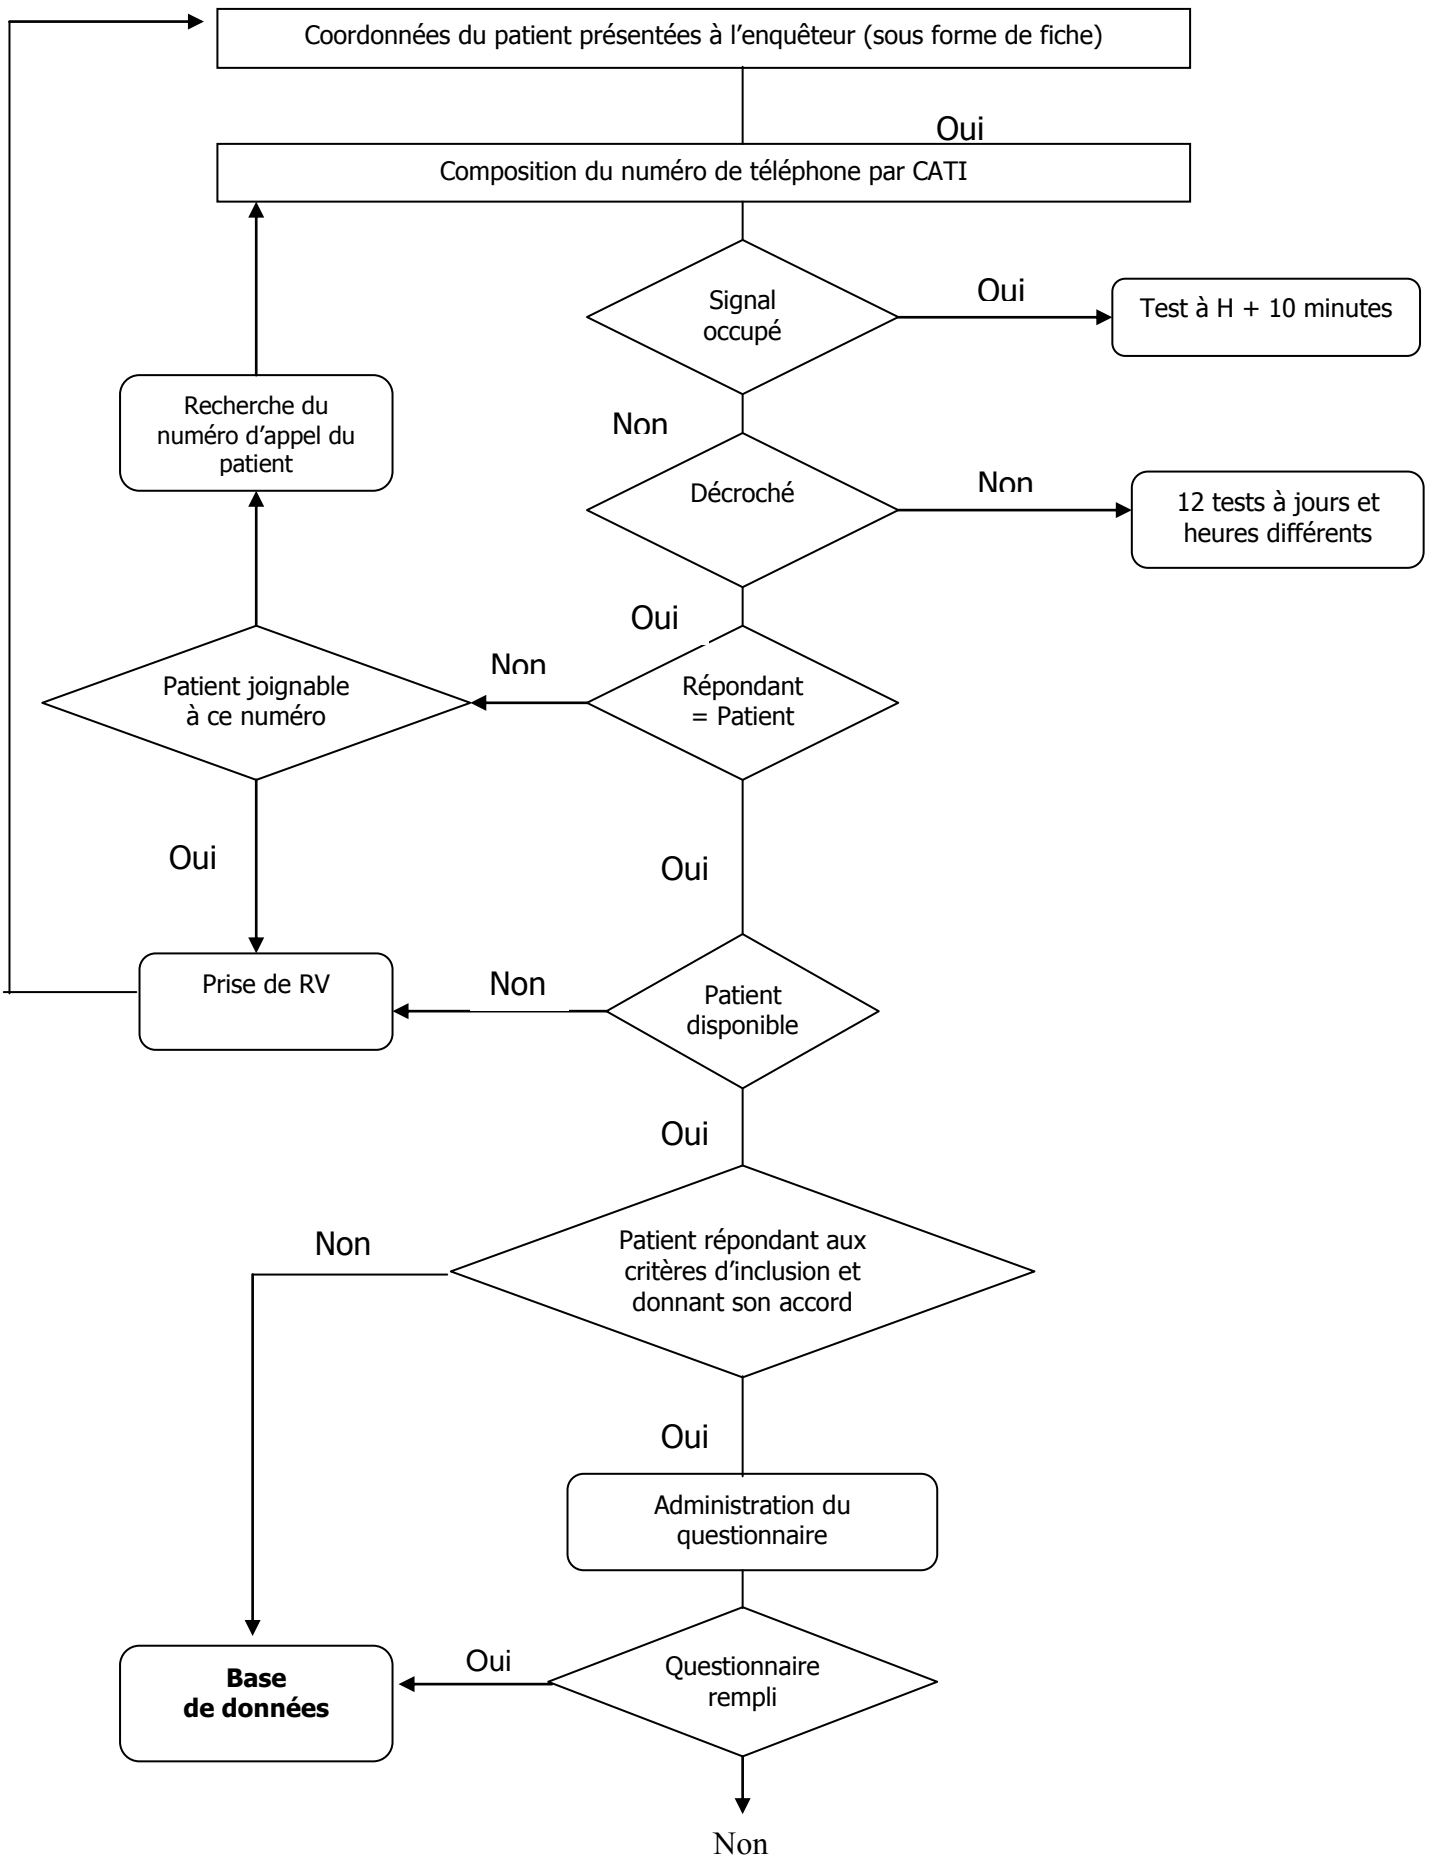 Coordonnées du patient présentées à l’enquêteur (sous forme de fiche)
Oui
Composition du numéro de téléphone par CATI
Signal
occupé
Oui
Test à H + 10 minutes
Non
Recherche du
numéro d’appel du
patient
Décroché
Non
12 tests à jours et
heures différents
Oui
Non
Patient joignable
à ce numéro
Répondant
= Patient
Oui
Oui
Prise de RV
Non
Patient
disponible
Oui
Non
Patient répondant aux
critères d’inclusion et
donnant son accord
Oui
Administration du
questionnaire
Base
de données
Oui
Questionnaire
rempli
Non